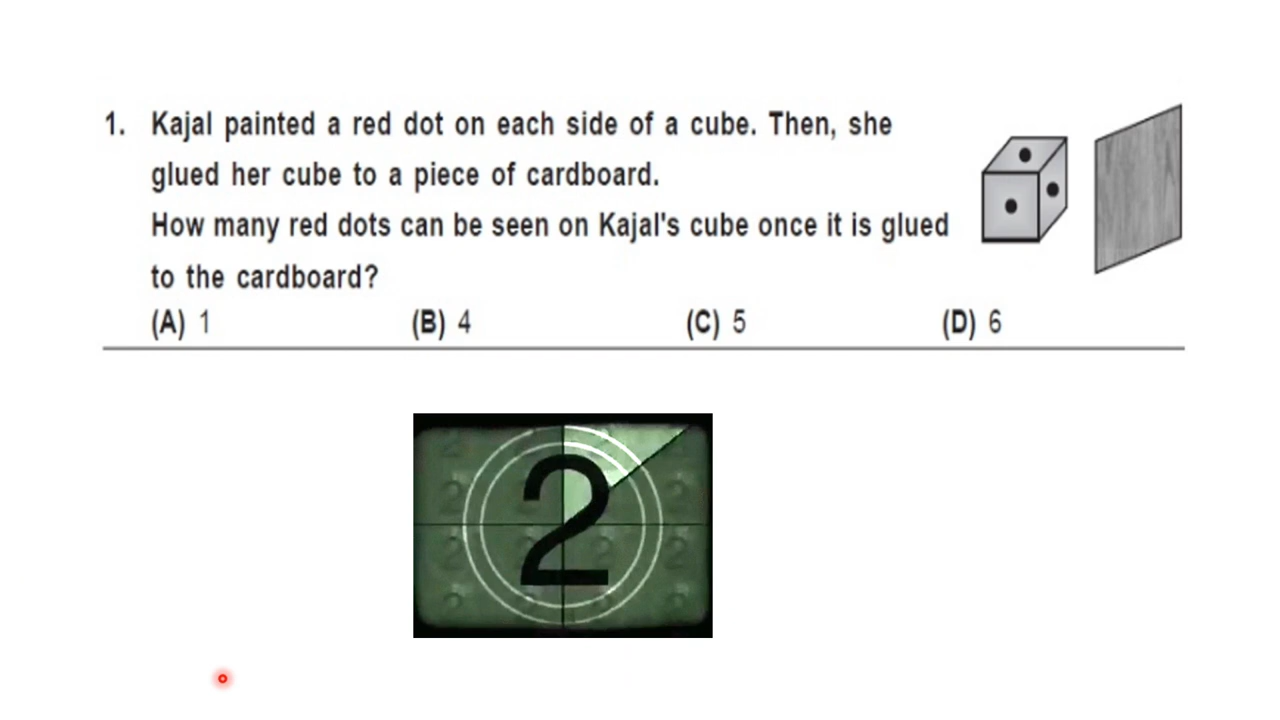 1. Kajal painted a red dot on each side of a cube. Then, she
glued her cube to a piece of cardboard.
How many red dots can be seen on Kajal's cube once it is glued
to the cardboard?
(A) 1 (B) 4 (C) 5 (D) 6
2